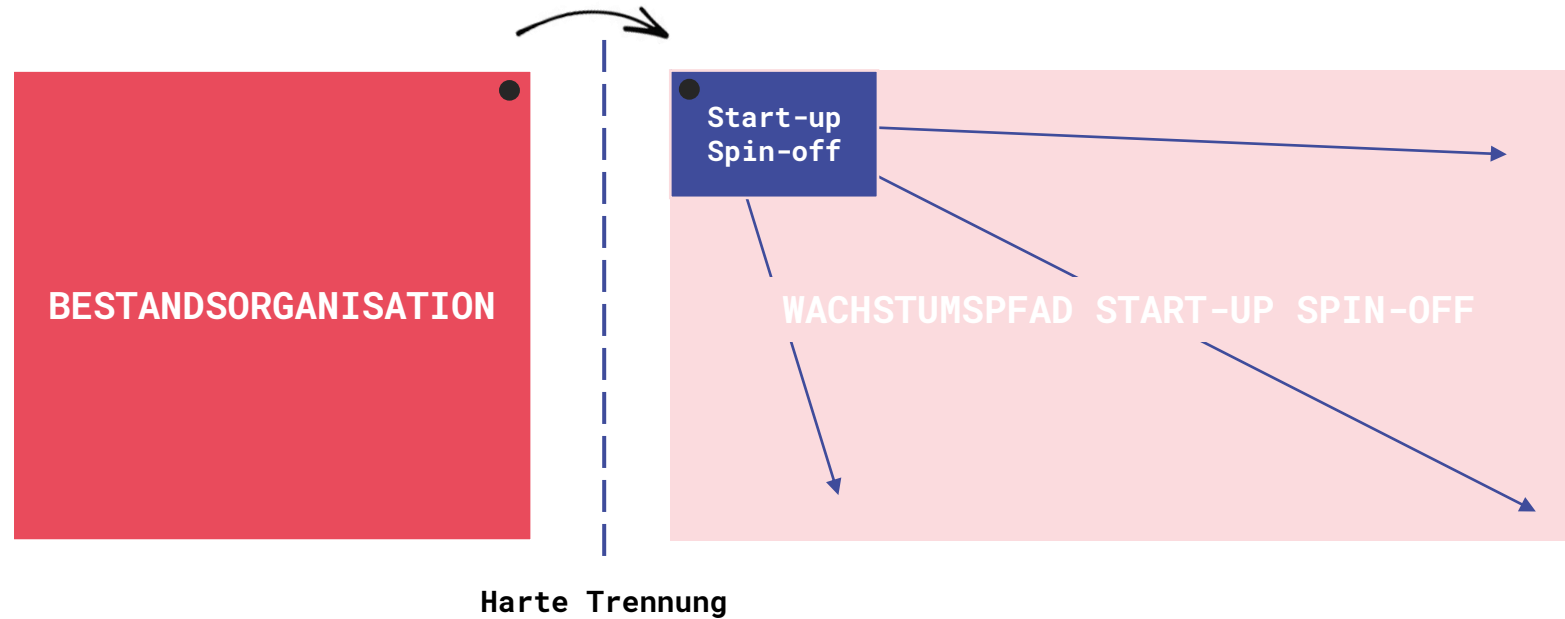 Start-up
Spin-off
BESTANDSORGANISATION
WACHSTUMSPFAD START-UP SPIN-OFF
Harte Trennung